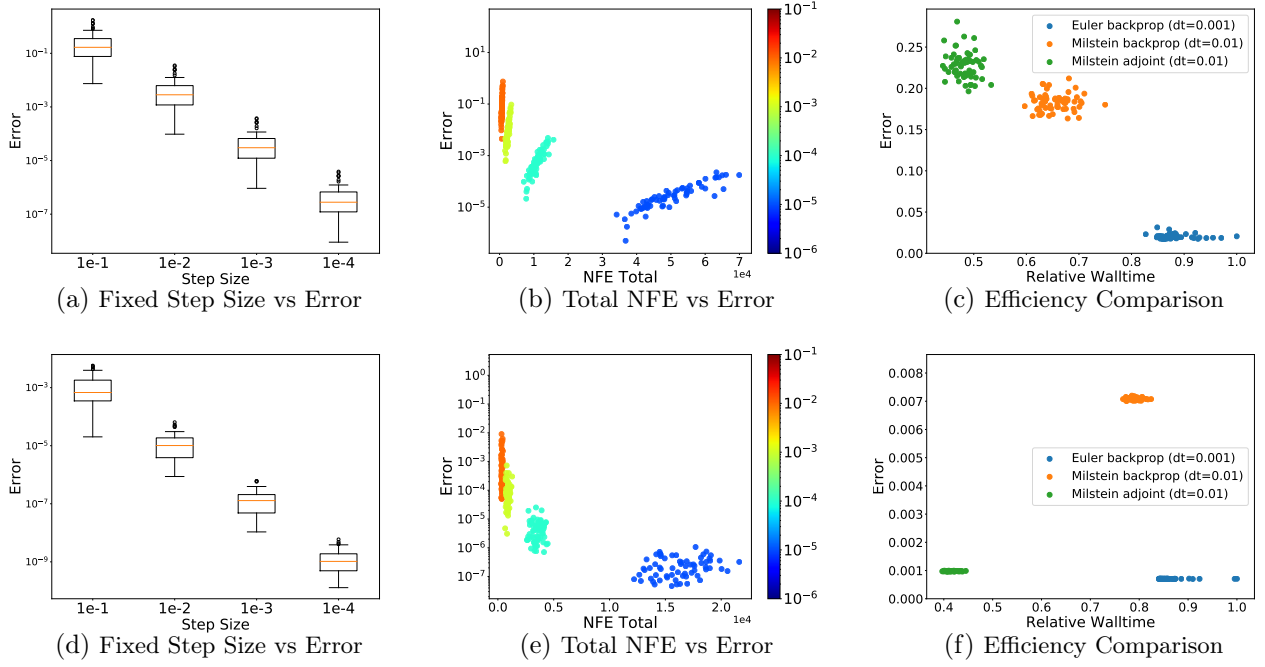 Error
10⁻¹
10⁻³
10⁻⁵
10⁻⁷
1e-1 1e-2 1e-3 1e-4
Step Size
(a) Fixed Step Size vs Error
Error
10¹
10⁻¹
10⁻³
10⁻⁵
0 1 2 3 4 5 6 7
1e4
NFE Total
10⁻¹
10⁻²
10⁻³
10⁻⁴
10⁻⁵
10⁻⁶
(b) Total NFE vs Error
Error
0.25
0.20
0.15
0.10
0.05
0.00
Euler backprop (dt=0.001)
Milstein backprop (dt=0.01)
Milstein adjoint (dt=0.01)
0.5 0.6 0.7 0.8 0.9 1.0
Relative Walltime
(c) Efficiency Comparison
Error
10⁻³
10⁻⁵
10⁻⁷
10⁻⁹
1e-1 1e-2 1e-3 1e-4
Step Size
(d) Fixed Step Size vs Error
Error
10⁰
10⁻¹
10⁻²
10⁻³
10⁻⁴
10⁻⁵
10⁻⁶
10⁻⁷
0.0 0.5 1.0 1.5 2.0
1e4
NFE Total
10⁻¹
10⁻²
10⁻³
10⁻⁴
10⁻⁵
10⁻⁶
(e) Total NFE vs Error
Error
0.008
0.007
0.006
0.005
0.004
0.003
0.002
0.001
0.000
Euler backprop (dt=0.001)
Milstein backprop (dt=0.01)
Milstein adjoint (dt=0.01)
0.4 0.5 0.6 0.7 0.8 0.9 1.0
Relative Walltime
(f) Efficiency Comparison